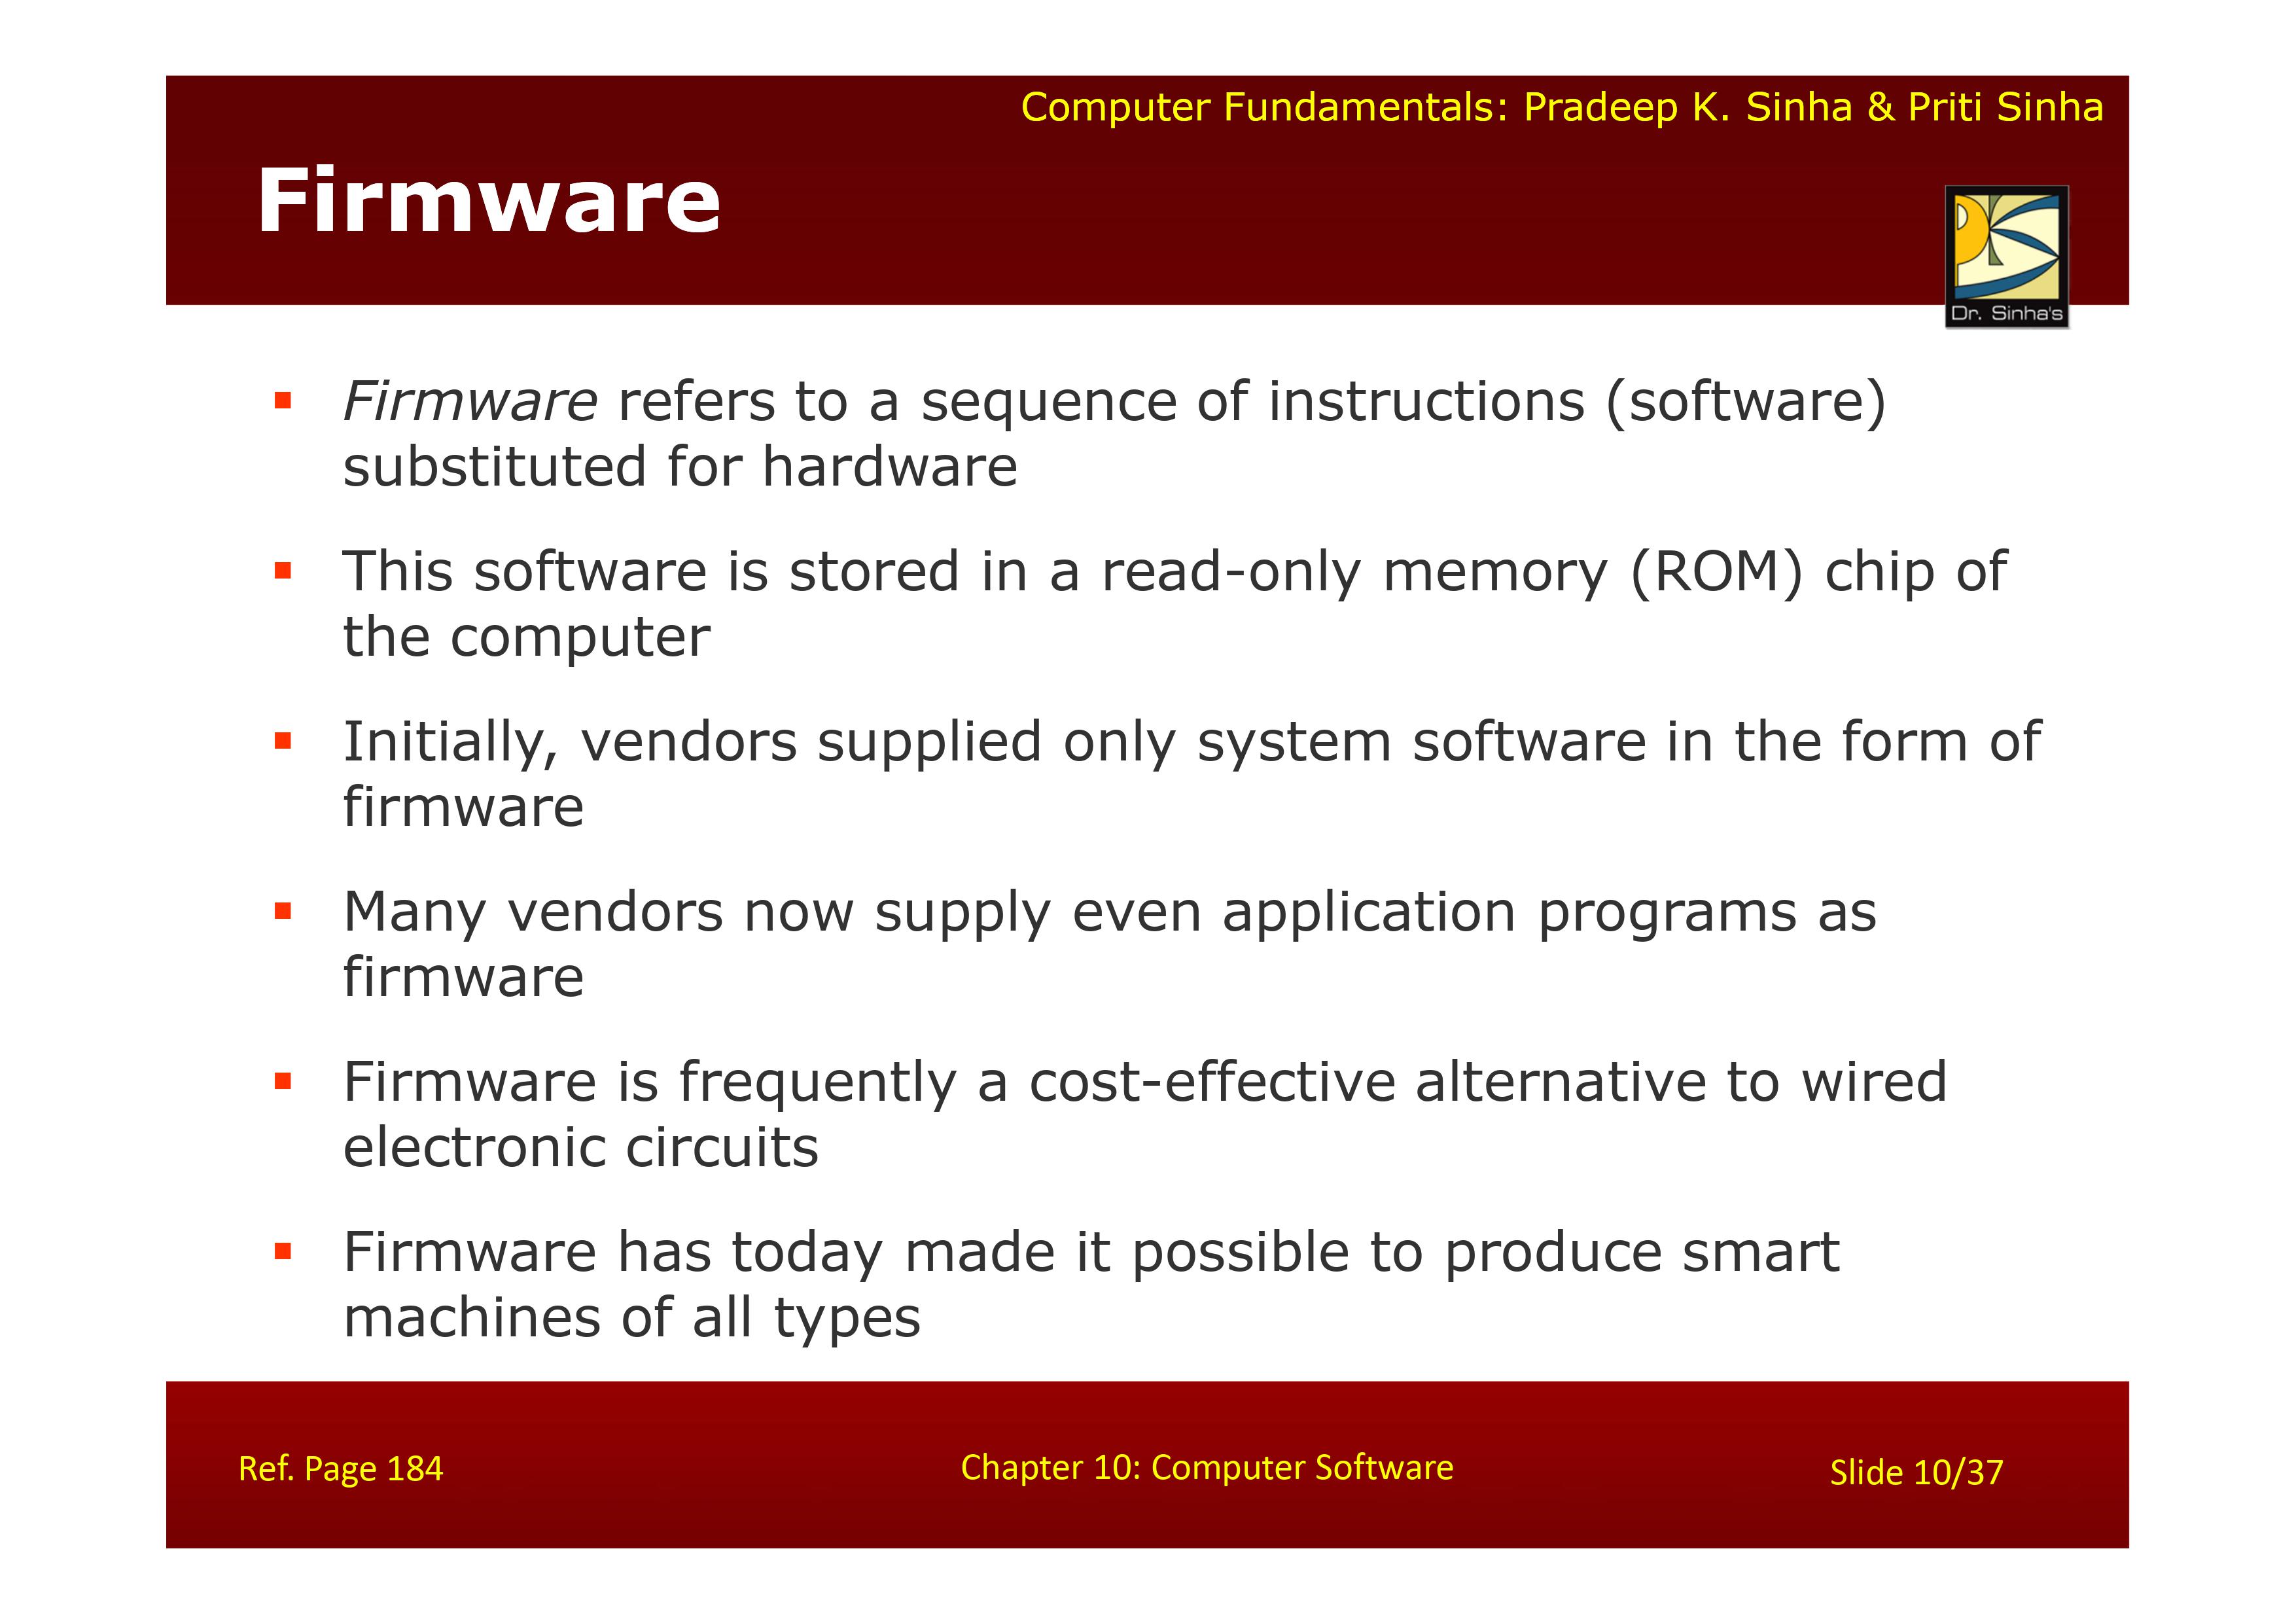 Computer Fundamentals: Pradeep K. Sinha & Priti Sinha
Firmware
Dr. Sinha's
▪ Firmware refers to a sequence of instructions (software)
substituted for hardware
▪ This software is stored in a read-only memory (ROM) chip of
the computer
▪ Initially, vendors supplied only system software in the form of
firmware
▪ Many vendors now supply even application programs as
firmware
▪ Firmware is frequently a cost-effective alternative to wired
electronic circuits
▪ Firmware has today made it possible to produce smart
machines of all types
Ref. Page 184
Chapter 10: Computer Software
Slide 10/37